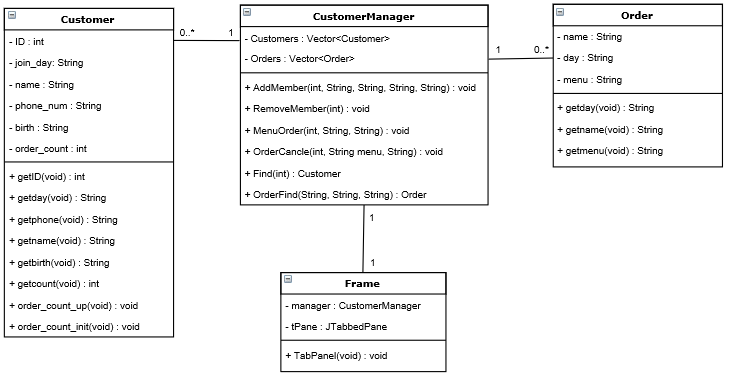 Customer
- ID : int
- join_day: String
- name : String
- phone_num : String
- birth : String
- order_count : int
+ getID(void) : int
+ getday(void) : String
+ getphone(void) : String
+ getname(void) : String
+ getbirth(void) : String
+ getcount(void) : int
+ order_count_up(void) : void
+ order_count_init(void) : void
0..*
1
CustomerManager
- Customers : Vector<Customer>
- Orders : Vector<Order>
+ AddMember(int, String, String, String, String) : void
+ RemoveMember(int) : void
+ MenuOrder(int, String, String) : void
+ OrderCancle(int, String menu, String) : void
+ Find(int) : Customer
+ OrderFind(String, String, String) : Order
1
0..*
Order
- name : String
- day : String
- menu : String
+ getday(void) : String
+ getname(void) : String
+ getmenu(void) : String
1
1
Frame
- manager : CustomerManager
- tPane : JTabbedPane
+ TabPanel(void) : void